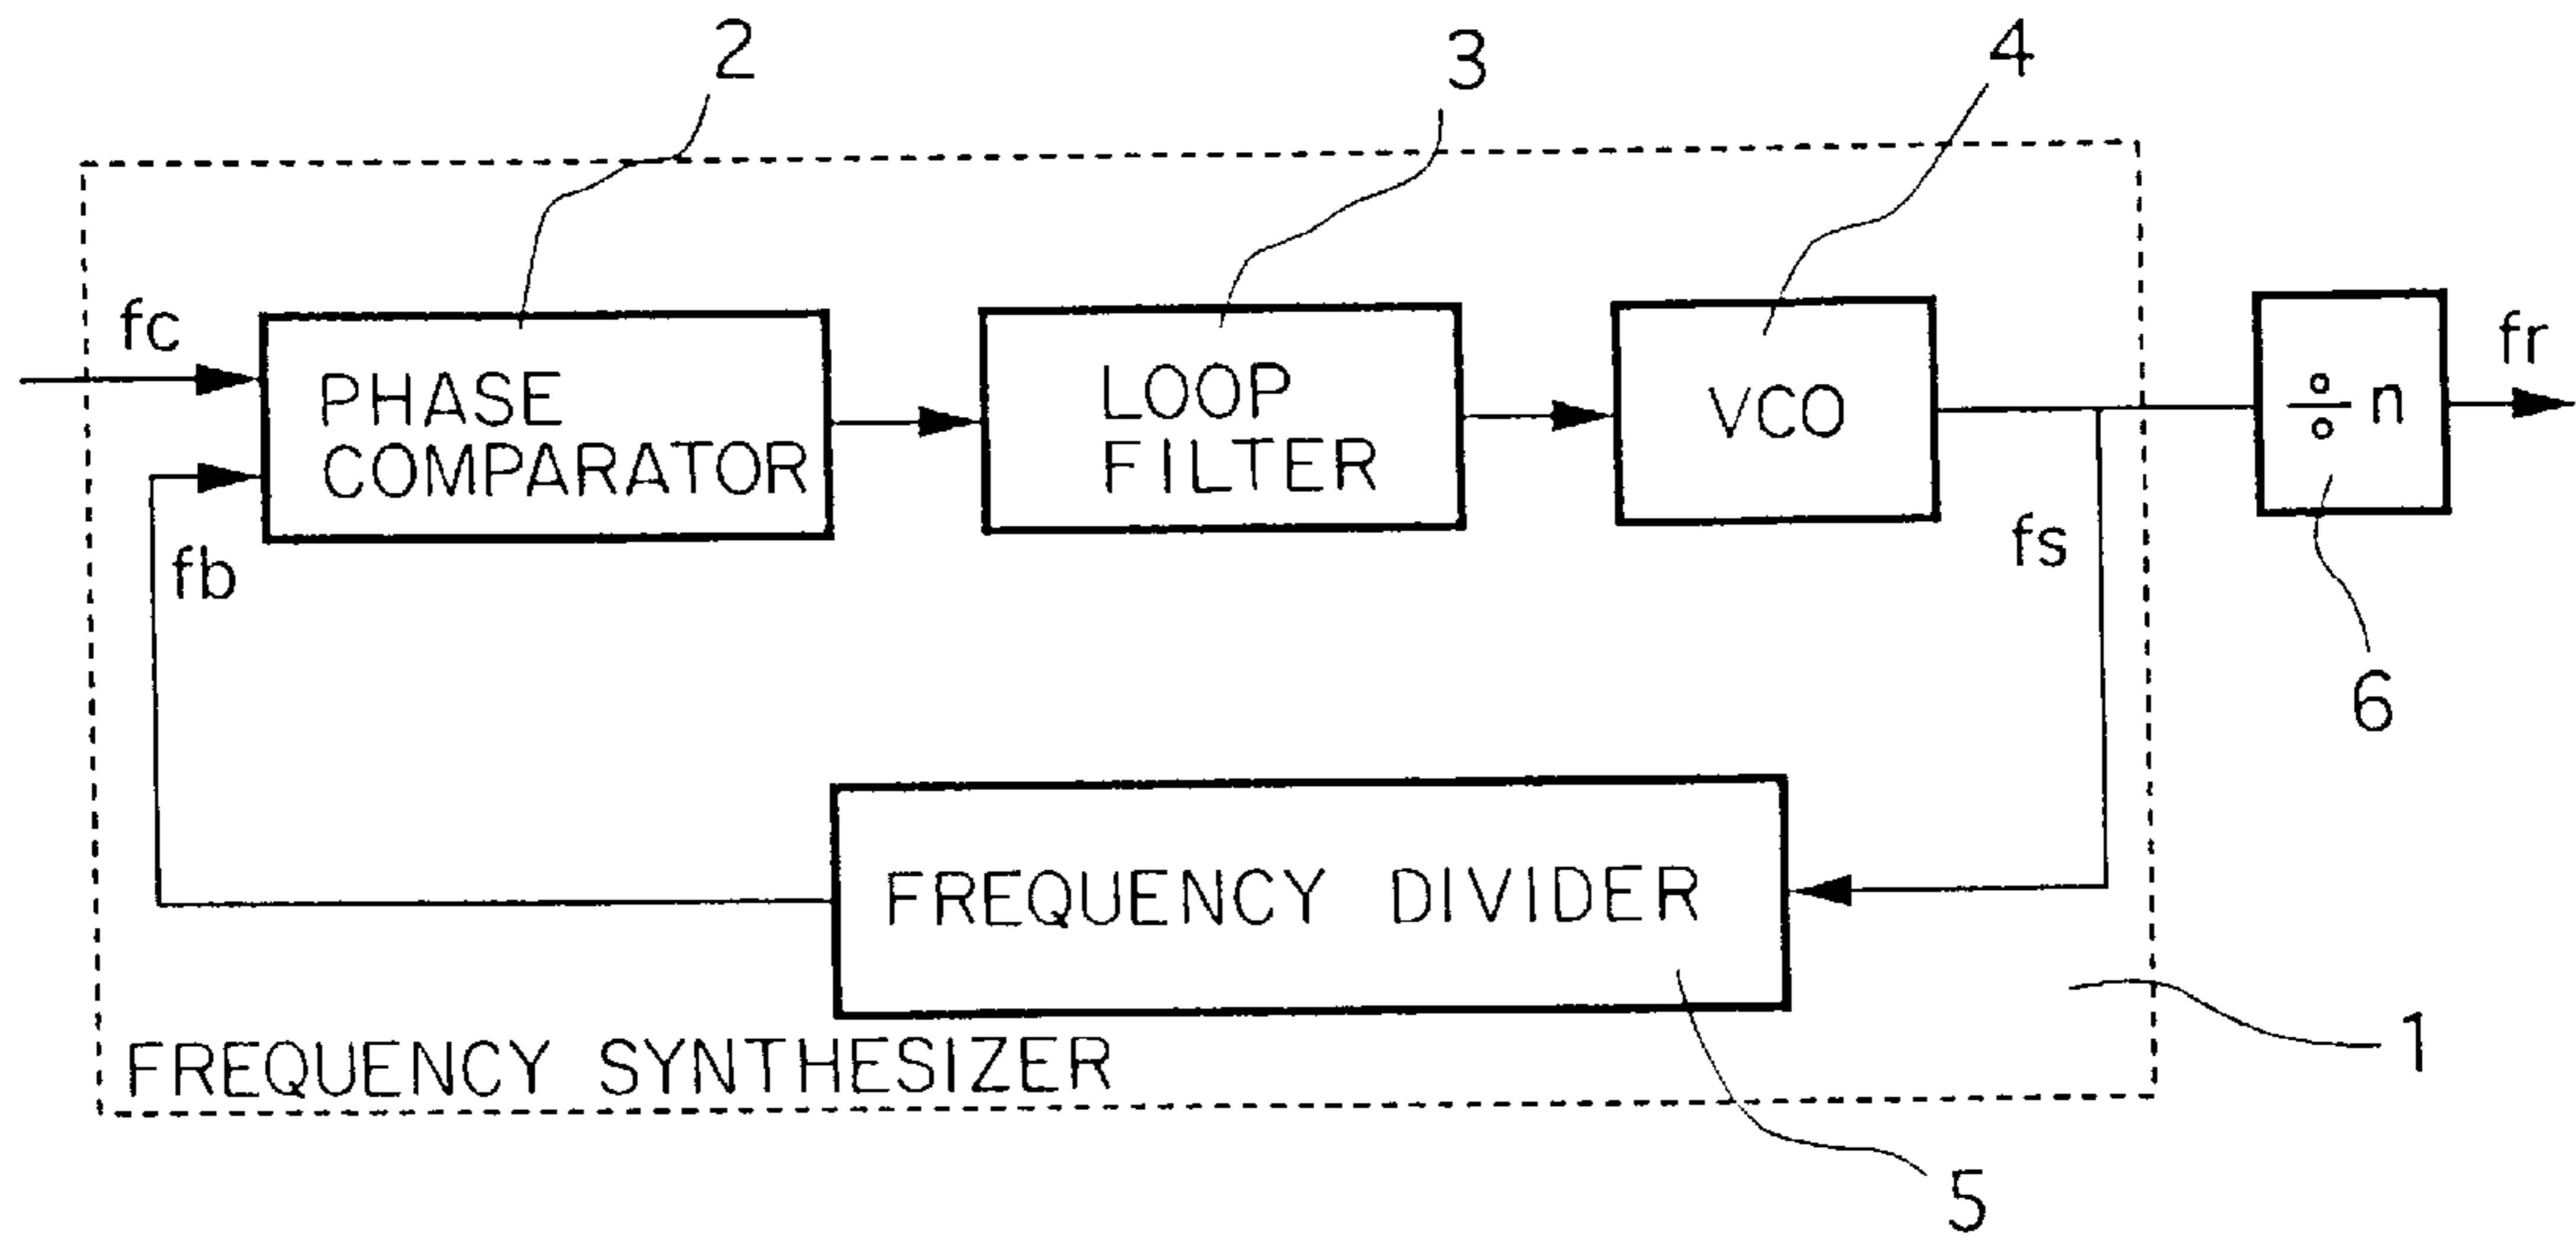 2
3
4
fc
PHASE
COMPARATOR
LOOP
FILTER
VCO
÷ n
fr
fb
fs
6
FREQUENCY DIVIDER
FREQUENCY SYNTHESIZER
1
5